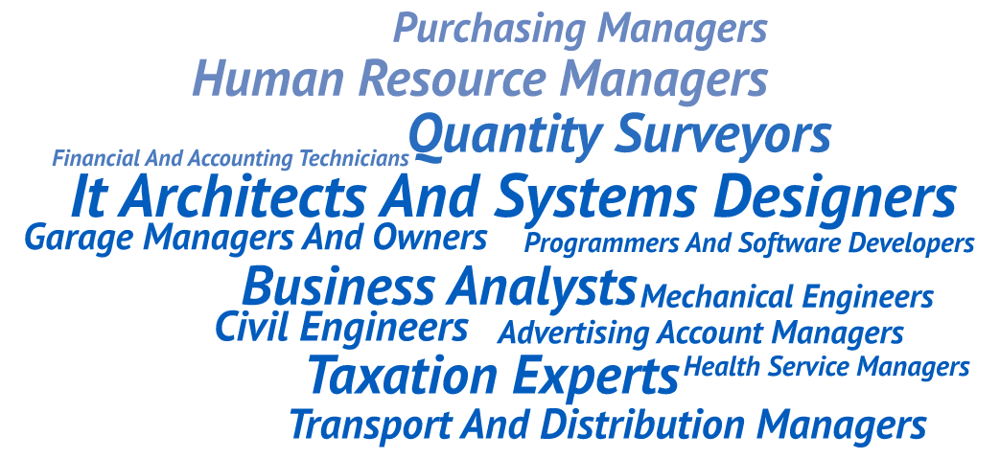 Purchasing Managers
Human Resource Managers
Quantity Surveyors
Financial And Accounting Technicians
It Architects And Systems Designers
Garage Managers And Owners
Programmers And Software Developers
Business Analysts
Mechanical Engineers
Civil Engineers
Advertising Account Managers
Taxation Experts
Health Service Managers
Transport And Distribution Managers